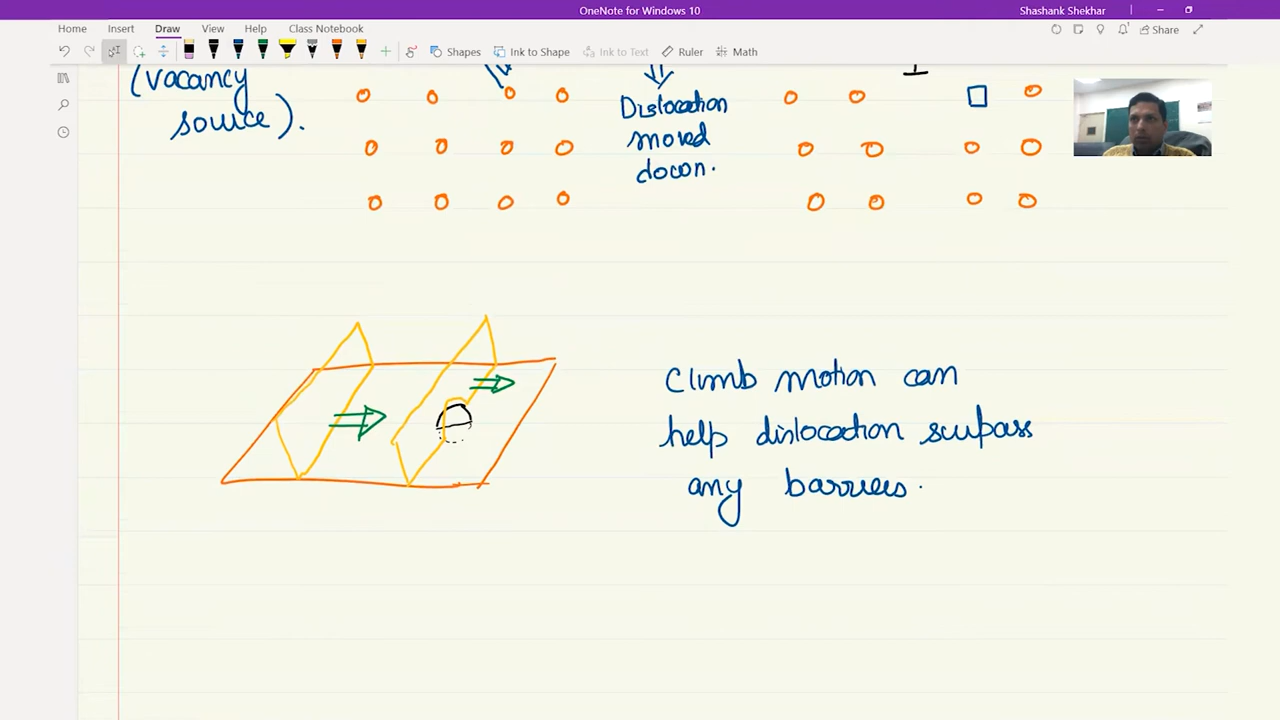 OneNote for Windows 10
Shashank Shekhar
Home Insert Draw View Help Class Notebook
Share
Shapes Ink to Shape Ink to Text Ruler Math
(vacancy
source).
Dislocation
moved
down.
Climb motion can
help dislocation surpass
any barriers.